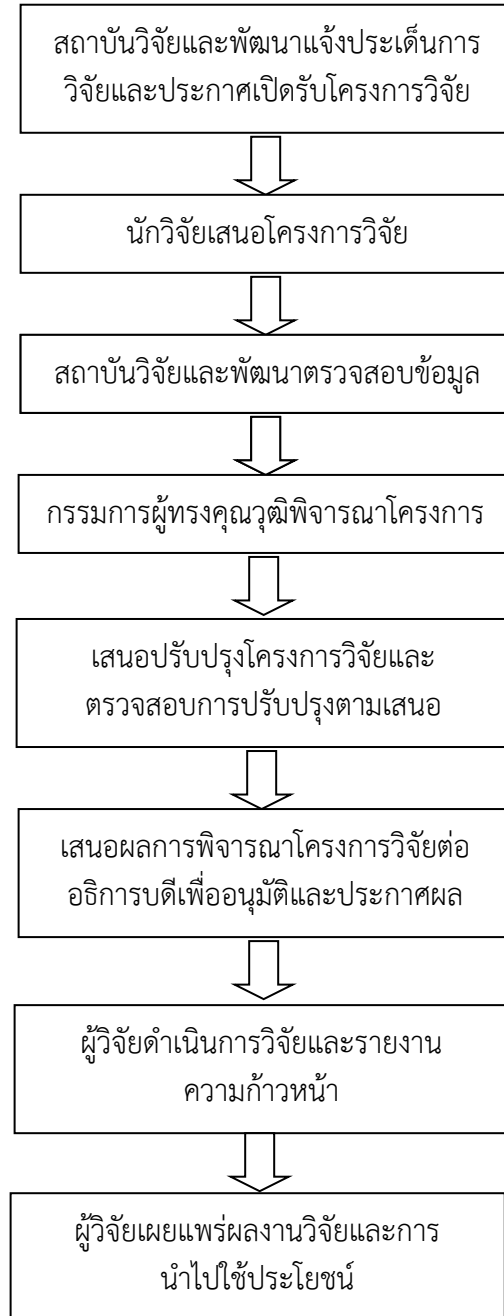 สถาบันวิจัยและพัฒนาแจ้งประเด็นการ
วิจัยและประกาศเปิดรับโครงการวิจัย
นักวิจัยเสนอโครงการวิจัย
สถาบันวิจัยและพัฒนาตรวจสอบข้อมูล
กรรมการผู้ทรงคุณวุฒิพิจารณาโครงการ
เสนอปรับปรุงโครงการวิจัยและ
ตรวจสอบการปรับปรุงตามเสนอ
เสนอผลการพิจารณาโครงการวิจัยต่อ
อธิการบดีเพื่ออนุมัติและประกาศผล
ผู้วิจัยดำเนินการวิจัยและรายงาน
ความก้าวหน้า
ผู้วิจัยเผยแพร่ผลงานวิจัยและการ
นำไปใช้ประโยชน์